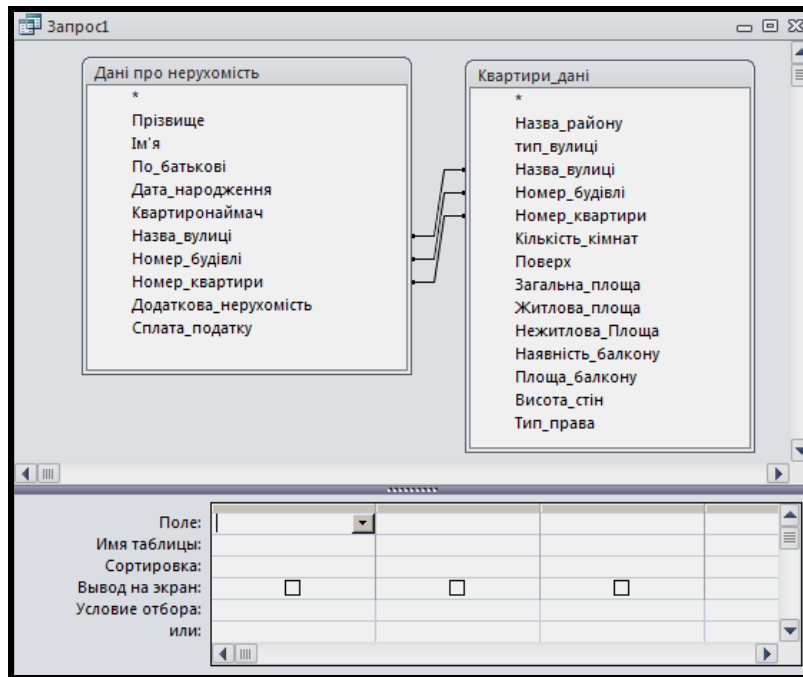 Запрос1
Дані про нерухомість
*
Прізвище
Ім'я
По_батькові
Дата_народження
Квартиронаймач
Назва_вулиці
Номер_будівлі
Номер_квартири
Додаткова_нерухомість
Сплата_податку
Квартири_дані
*
Назва_району
тип_вулиці
Назва_вулиці
Номер_будівлі
Номер_квартири
Кількість_кімнат
Поверх
Загальна_площа
Житлова_площа
Нежитлова_Площа
Наявність_балкону
Площа_балкону
Висота_стін
Тип_права
Поле:
Имя таблицы:
Сортировка:
Вывод на экран:
Условие отбора:
или: